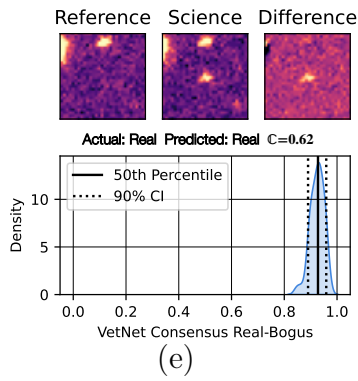 Reference Science Difference
Actual: Real Predicted: Real ℂ=0.62
50th Percentile
90% CI
Density
10
5
0
0.0 0.2 0.4 0.6 0.8 1.0
VetNet Consensus Real-Bogus
(e)